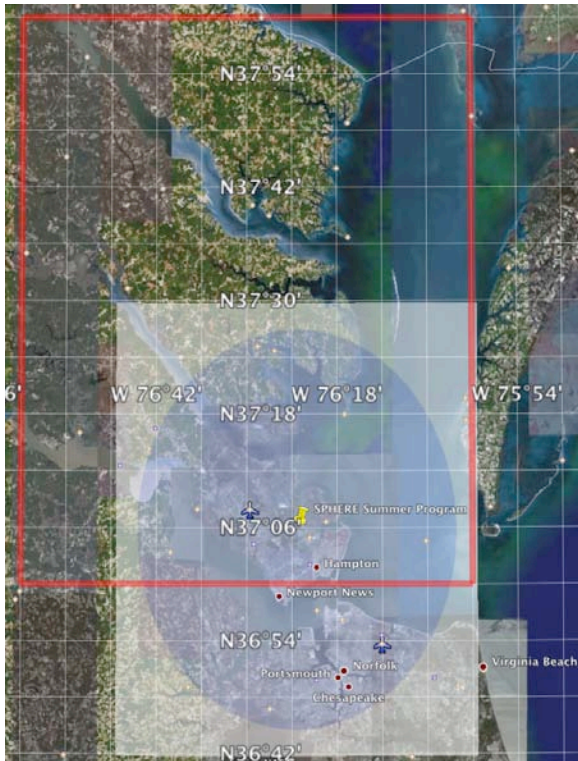 N37°54'
N37°42'
N37°30'
6'
W 76°42'
W 76°18'
W 75°54'
N37°18'
SPHERE Summer Program
N37°06'
Hampton
Newport News
N36°54'
Norfolk
Virginia Beach
Portsmouth
Chesapeake
N36°42'